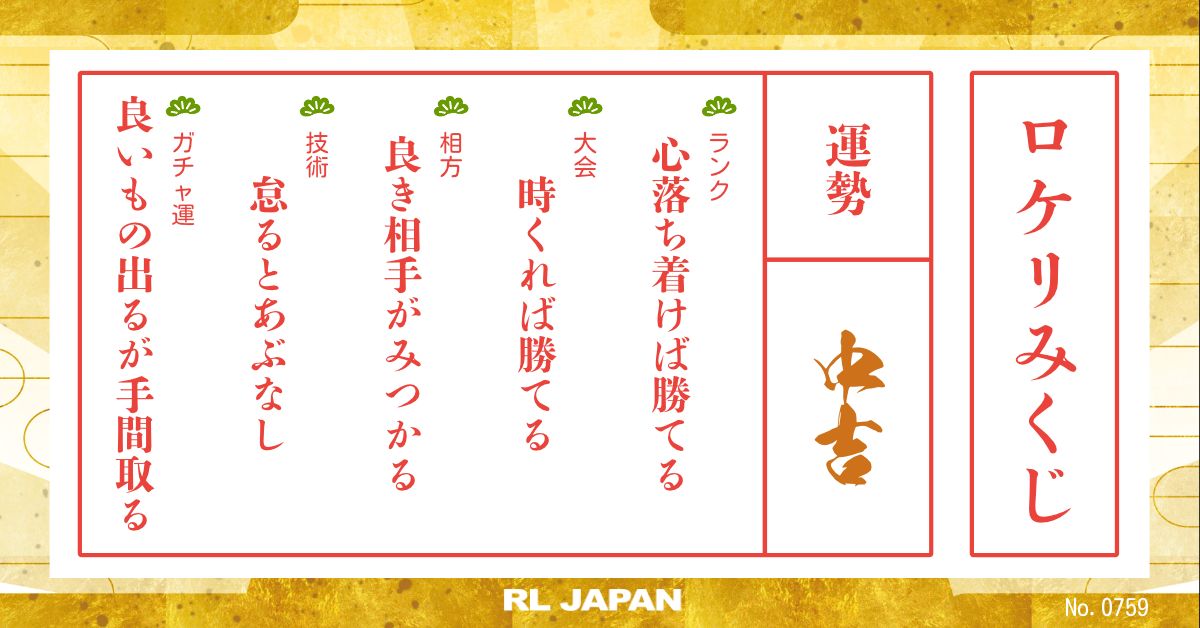 ロケリみくじ
運勢
中吉
ランク
心落ち着けば勝てる
大会
時くれば勝てる
相方
良き相手がみつかる
技術
怠るとあぶなし
ガチャ運
良いもの出るが手間取る
RL JAPAN
No. 0759